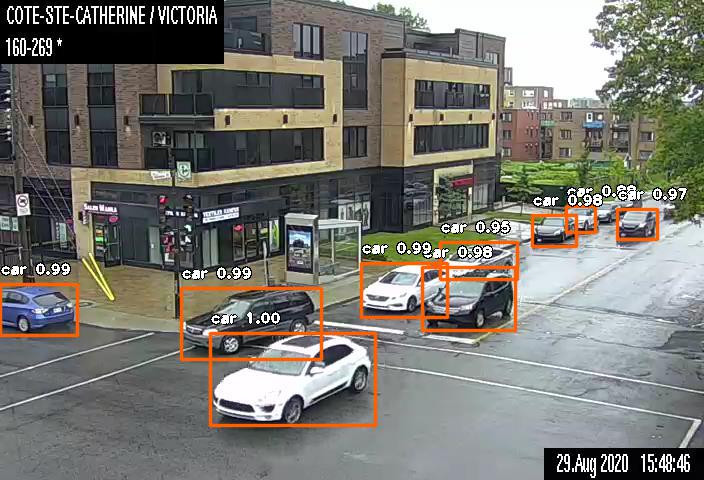 COTE-STE-CATHERINE / VICTORIA
160-269 *
car 0.99
car 0.99
car 1.00
car 0.99
car 0.98
car 0.95
car 0.98
car 0.97
29.Aug 2020 15:48:46